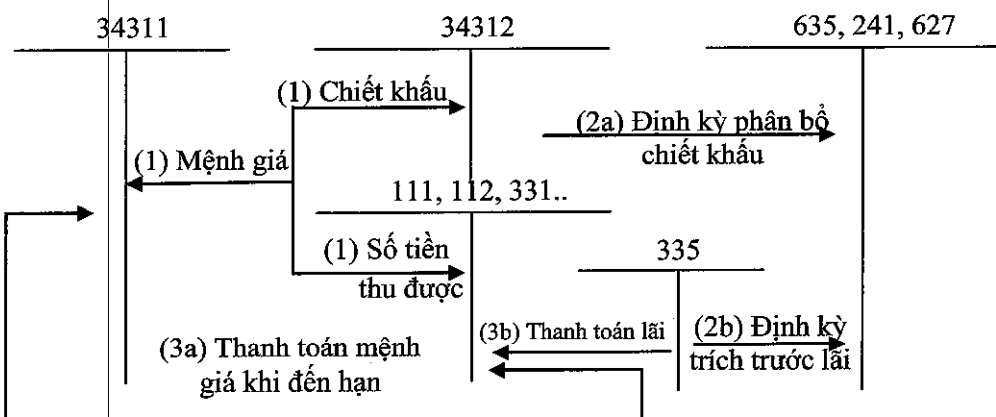 34311
34312
635, 241, 627
(1) Chiết khấu
(2a) Định kỳ phân bổ
chiết khấu
(1) Mệnh giá
111, 112, 331..
(1) Số tiền
thu được
335
(3b) Thanh toán lãi
(2b) Định kỳ
trích trước lãi
(3a) Thanh toán mệnh
giá khi đến hạn